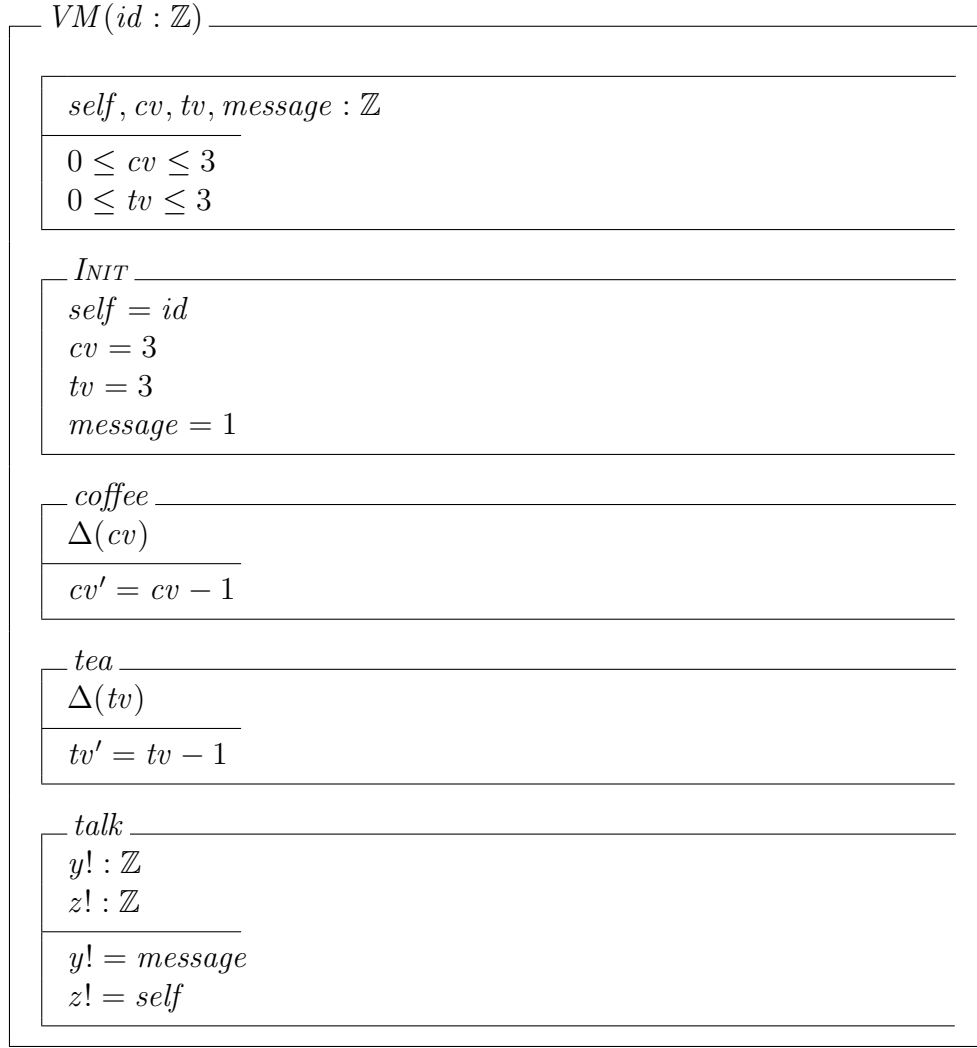 VM(id : ℤ)
self, cv, tv, message : ℤ
0 ≤ cv ≤ 3
0 ≤ tv ≤ 3
INIT
self = id
cv = 3
tv = 3
message = 1
coffee
Δ(cv)
cv′ = cv − 1
tea
Δ(tv)
tv′ = tv − 1
talk
y! : ℤ
z! : ℤ
y! = message
z! = self